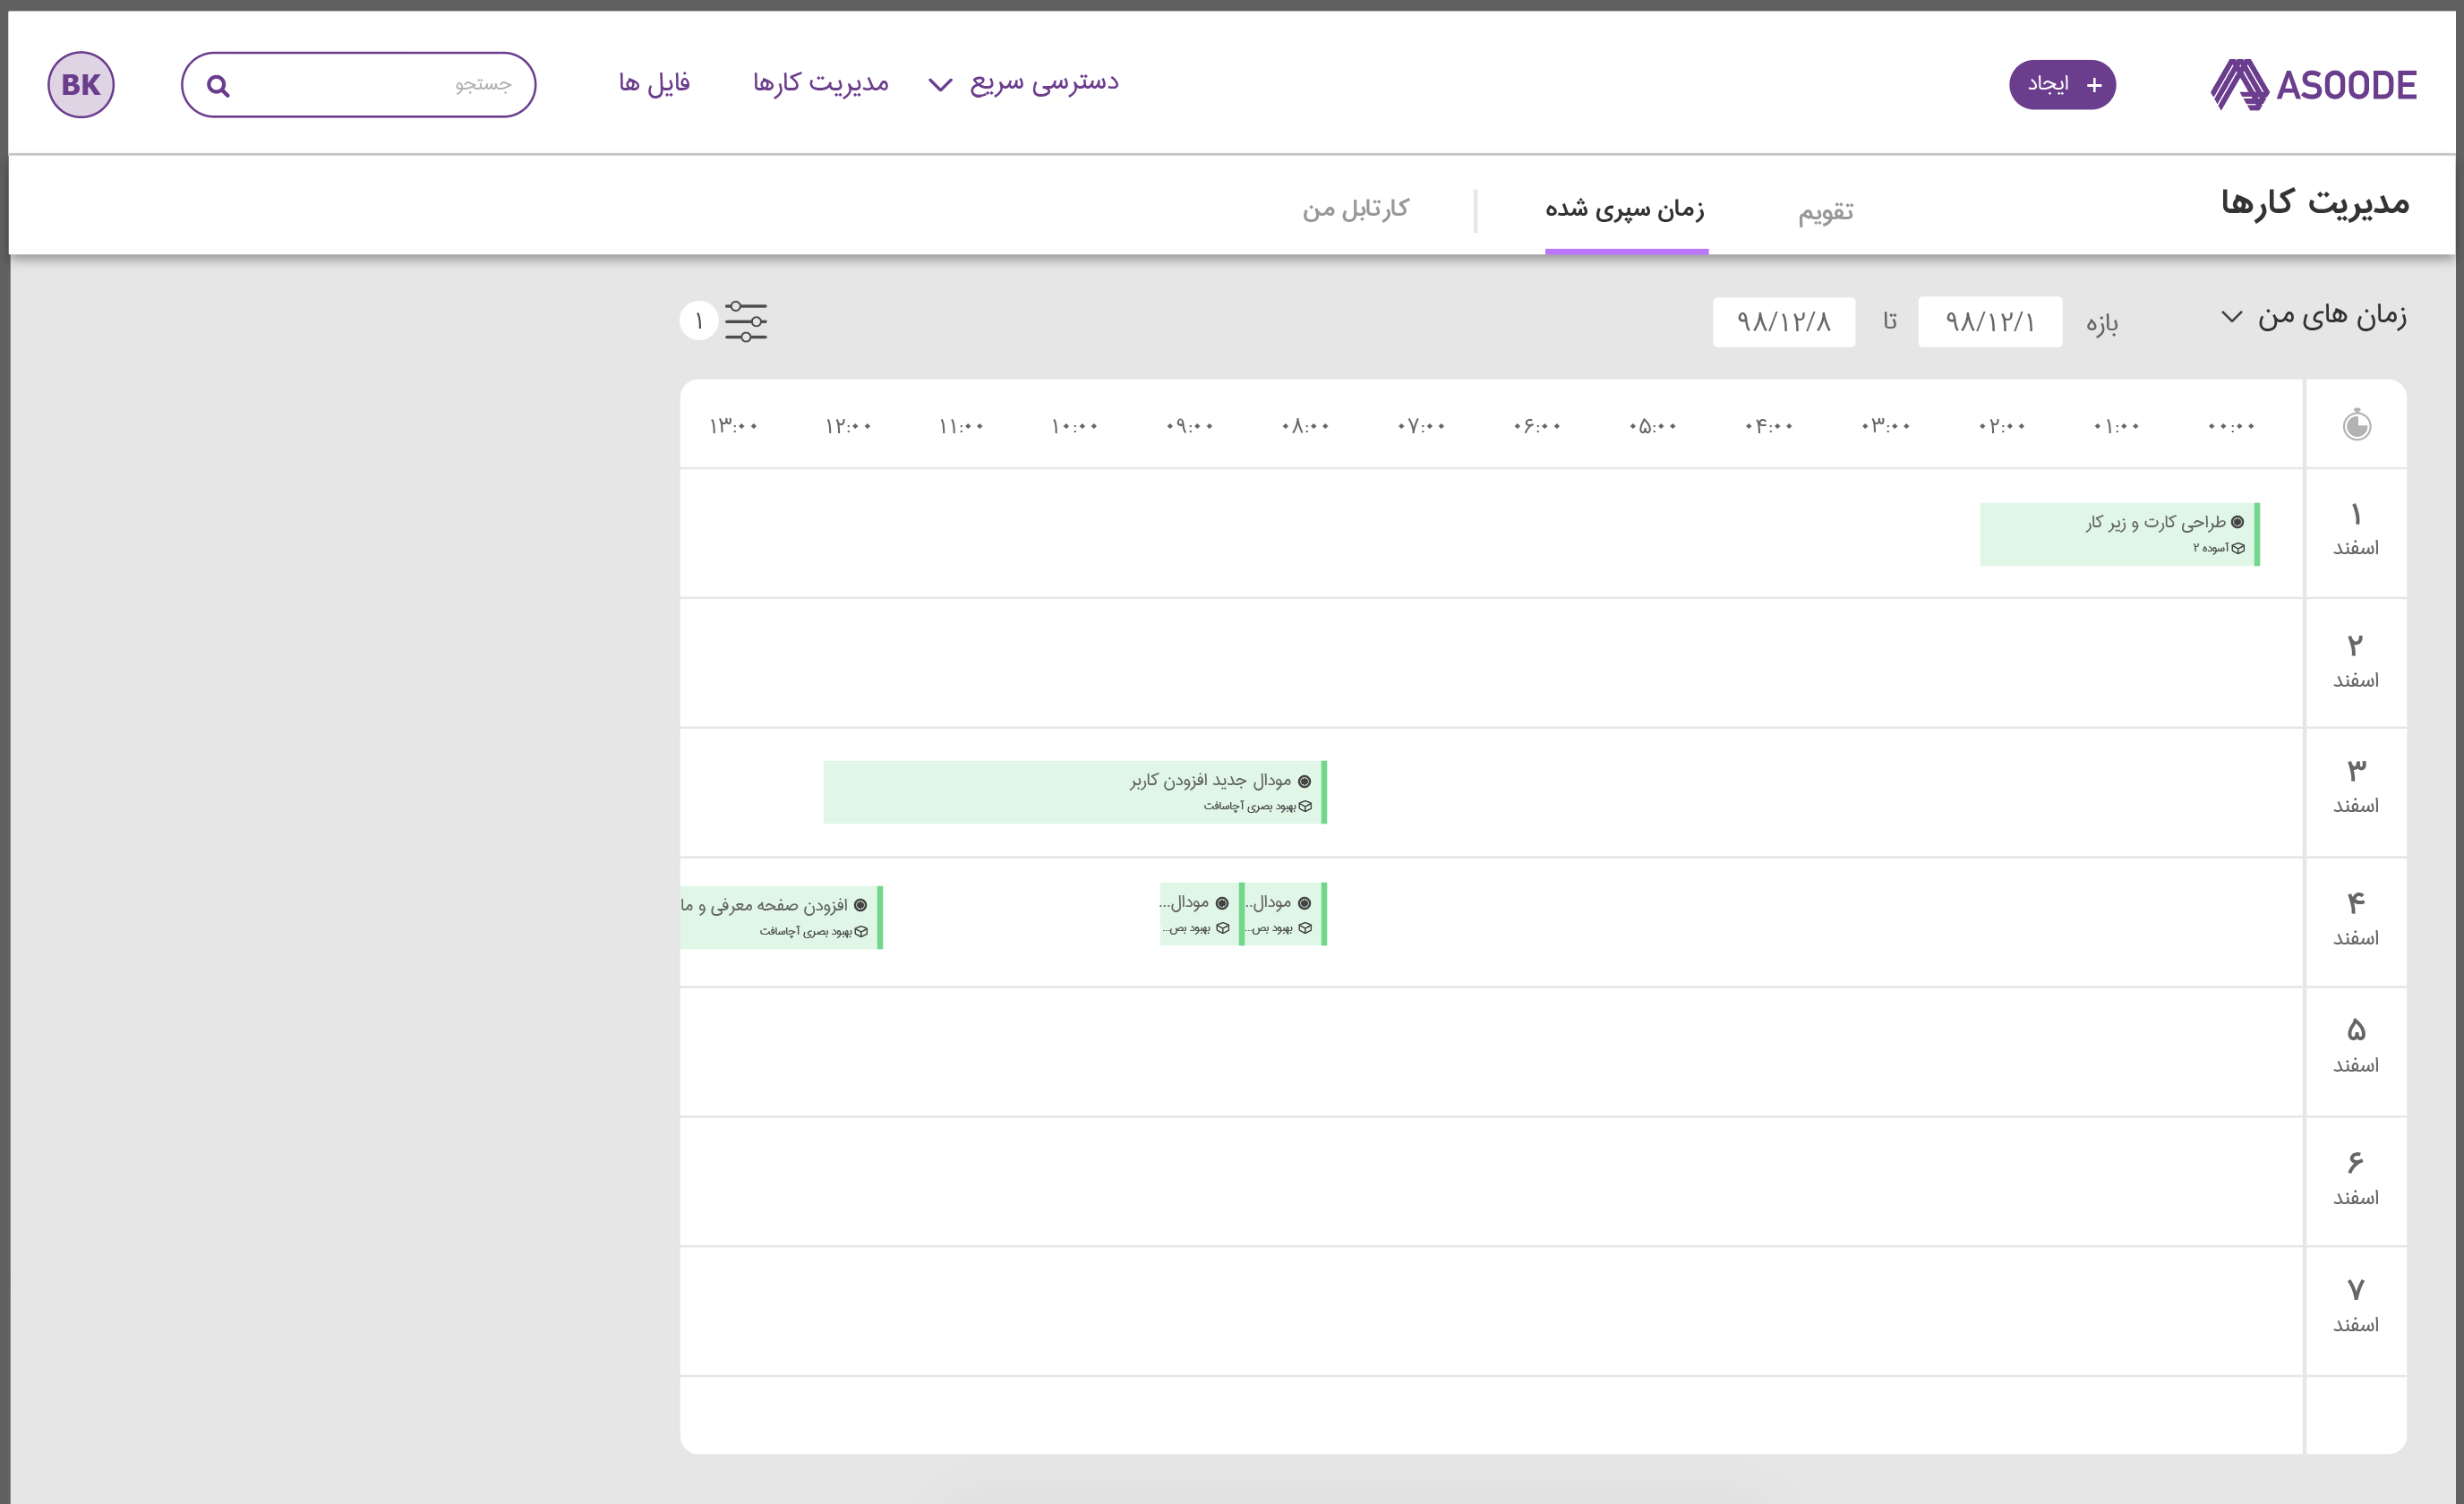 ASOODE
+ ایجاد
دسترسی سریع
مدیریت کارها
فایل ها
جستجو
BK
مدیریت کارها
تقویم
زمان سپری شده
کارتابل من
زمان های من
بازه
۹۸/۱۲/۱
تا
۹۸/۱۲/۸
۱
۰۰:۰۰ ۰۱:۰۰ ۰۲:۰۰ ۰۳:۰۰ ۰۴:۰۰ ۰۵:۰۰ ۰۶:۰۰ ۰۷:۰۰ ۰۸:۰۰ ۰۹:۰۰ ۱۰:۰۰ ۱۱:۰۰ ۱۲:۰۰ ۱۳:۰۰
۱
اسفند
طراحی کارت و زیر کار
آسوده ۲
۲
اسفند
۳
اسفند
مودال جدید افزودن کاربر
بهبود بصری آچاسافت
۴
اسفند
مودال..
بهبود بص...
مودال...
بهبود بص...
افزودن صفحه معرفی و ما
بهبود بصری آچاسافت
۵
اسفند
۶
اسفند
۷
اسفند